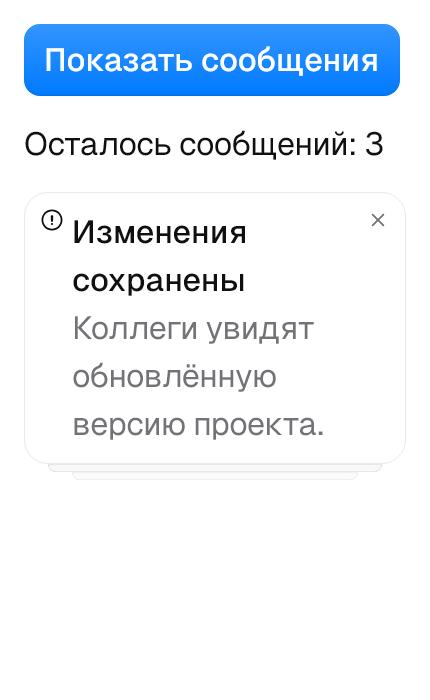 Показать сообщения
Осталось сообщений: 3
Изменения
сохранены
Коллеги увидят
обновлённую
версию проекта.